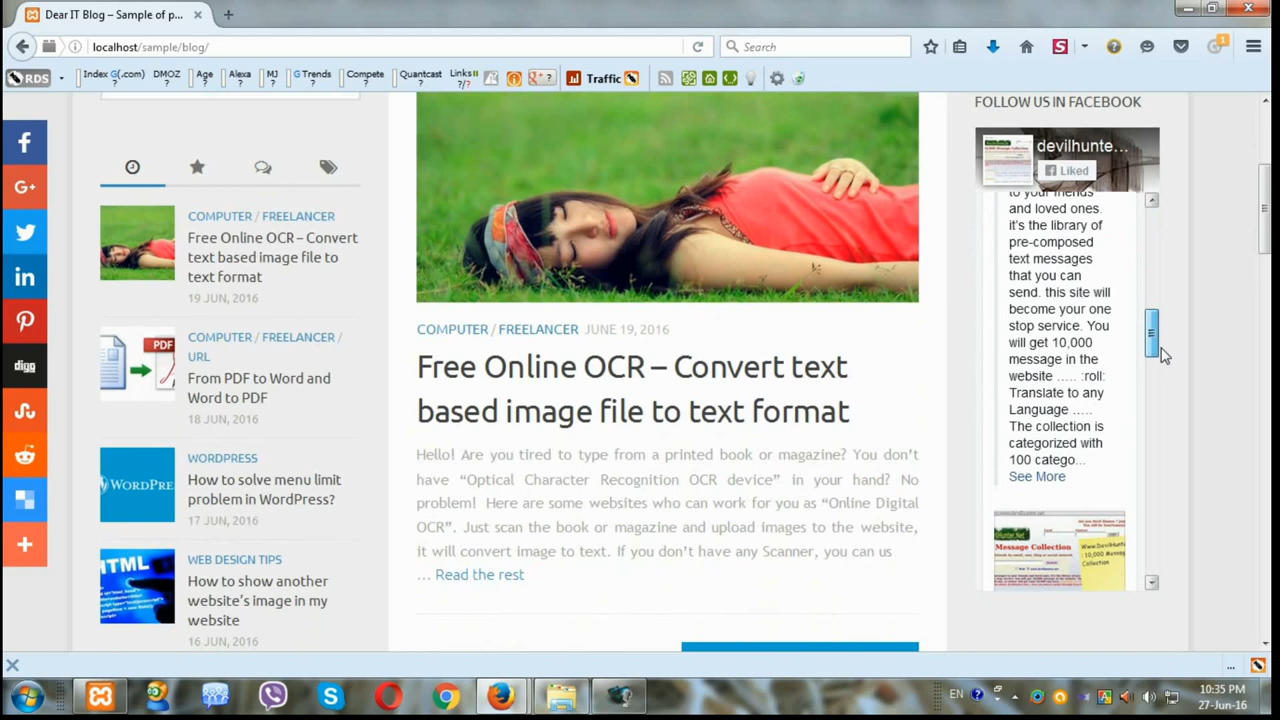 Dear IT Blog – Sample of p...
localhost/sample/blog/
Search
1
RDS
Index G(.com)
?
DMOZ
?
Age
?
Alexa
?
MJ
?
G Trends
?
Compete
?
Quantcast
?
Links
?/?
?
Traffic
COMPUTER / FREELANCER
Free Online OCR – Convert
text based image file to
text format
19 JUN, 2016
COMPUTER / FREELANCER /
URL
From PDF to Word and
Word to PDF
18 JUN, 2016
PDF
WORDPRESS
How to solve menu limit
problem in WordPress?
17 JUN, 2016
WORDPRE
WEB DESIGN TIPS
How to show another
website's image in my
website
16 JUN, 2016
HTML
digg
COMPUTER / FREELANCER JUNE 19, 2016
Free Online OCR – Convert text
based image file to text format
Hello! Are you tired to type from a printed book or magazine? You don't
have “Optical Character Recognition OCR device” in your hand? No
problem! Here are some websites who can work for you as “Online Digital
OCR”. Just scan the book or magazine and upload images to the website,
it will convert image to text. If you don't have any Scanner, you can us
… Read the rest
FOLLOW US IN FACEBOOK
devilhunte...
Liked
to your friends
and loved ones.
it's the library of
pre-composed
text messages
that you can
send. this site will
become your one
stop service. You
will get 10,000
message in the
website ..... :roll:
Translate to any
Language .....
The collection is
categorized with
100 catego...
See More
Message Collection
Www.DevilHunter
EN
10:35 PM
27-Jun-16